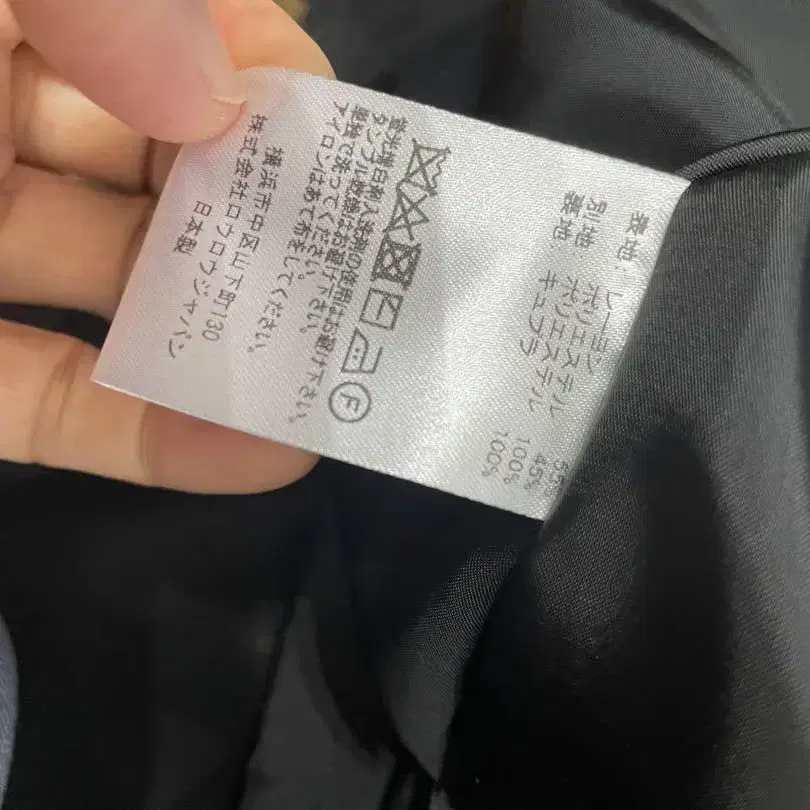 表地: レーヨン 55
ポリエステル 45%
別地: ポリエステル 100%
裏地: キュプラ 100%
F
蛍光増白剤入洗剤の使用はお避け下さい。
タンブル乾燥はお避け下さい。
単独で洗ってください。
アイロンはあて布をしてください。
横浜市中区山下町130
株式会社ロウロウジャパン
日本製